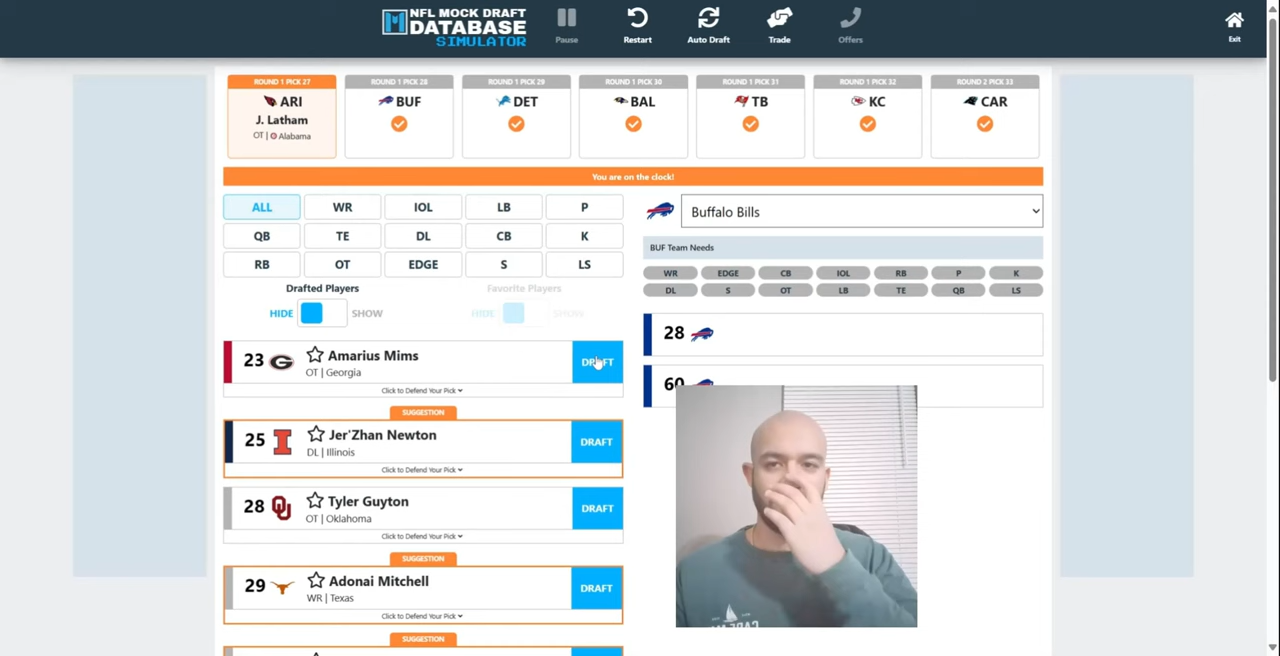 NFL MOCK DRAFT
DATABASE
SIMULATOR
Pause
Restart
Auto Draft
Trade
Offers
Exit
ROUND 1 PICK 27
ROUND 1 PICK 28
ROUND 1 PICK 29
ROUND 1 PICK 30
ROUND 1 PICK 31
ROUND 1 PICK 32
ROUND 2 PICK 33
ARI
BUF
DET
BAL
TB
KC
CAR
J. Latham
OT | Alabama
You are on the clock!
ALL
WR
IOL
LB
P
QB
TE
DL
CB
K
RB
OT
EDGE
S
LS
Drafted Players
Favorite Players
HIDE
SHOW
HIDE
SHOW
Buffalo Bills
BUF Team Needs
WR
EDGE
CB
IOL
RB
P
K
DL
S
OT
LB
TE
QB
LS
28
60
23
Amarius Mims
OT | Georgia
DRAFT
Click to Defend Your Pick
SUGGESTION
25
Jer'Zhan Newton
DL | Illinois
DRAFT
Click to Defend Your Pick
28
Tyler Guyton
OT | Oklahoma
DRAFT
Click to Defend Your Pick
SUGGESTION
29
Adonai Mitchell
WR | Texas
DRAFT
Click to Defend Your Pick
SUGGESTION